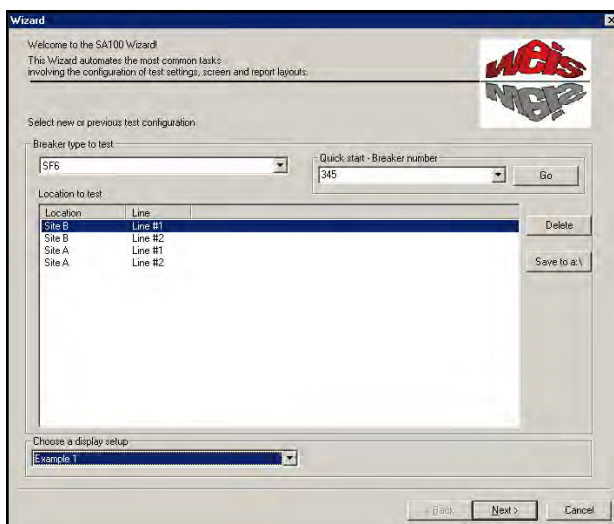 Wizard
Welcome to the SA100 Wizard!
This Wizard automates the most common tasks
involving the configuration of test settings, screen and report layouts.
weis
Select new or previous test configuration
Breaker type to test
SF6
Quick start - Breaker number
345
Go
Location to test
Location Line
Site B Line #1
Site B Line #2
Site A Line #1
Site A Line #2
Delete
Save to a:\
Choose a display setup
Example 1
< Back
Next >
Cancel